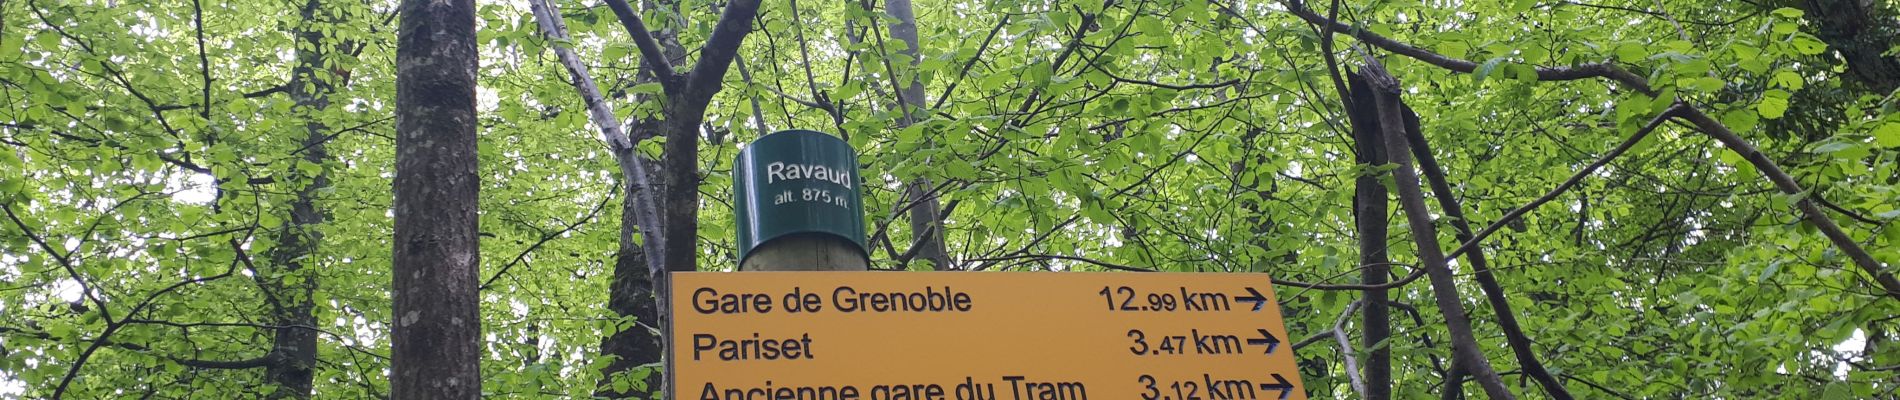 Ravaud
alt. 875 m.
Gare de Grenoble 12.99 km →
Pariset 3.47 km →
Ancienne gare du Tram 3.12 km →